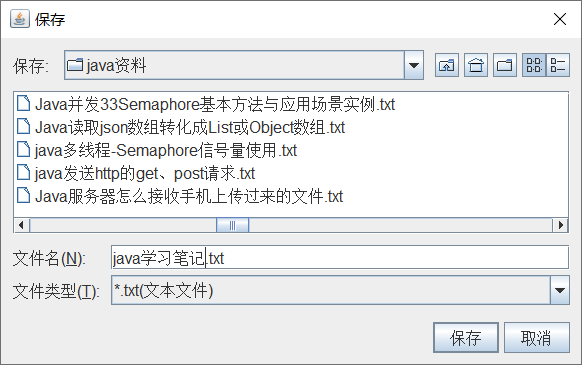 保存
保存: java资料
Java并发33Semaphore基本方法与应用场景实例.txt
Java读取json数组转化成List或Object数组.txt
java多线程-Semaphore信号量使用.txt
java发送http的get、post请求.txt
Java服务器怎么接收手机上传过来的文件.txt
文件名(N): java学习笔记.txt
文件类型(T): *.txt(文本文件)
保存 取消